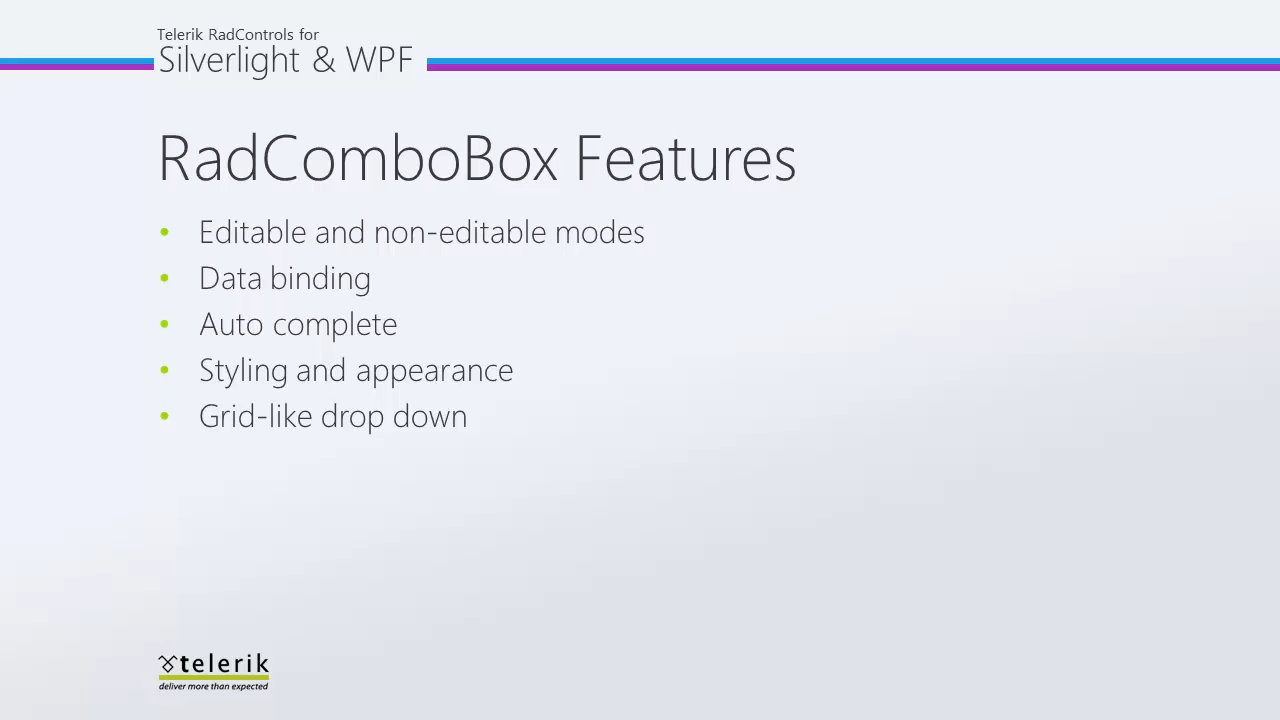 Telerik RadControls for
Silverlight & WPF
RadComboBox Features
• Editable and non-editable modes
• Data binding
• Auto complete
• Styling and appearance
• Grid-like drop down
telerik
deliver more than expected